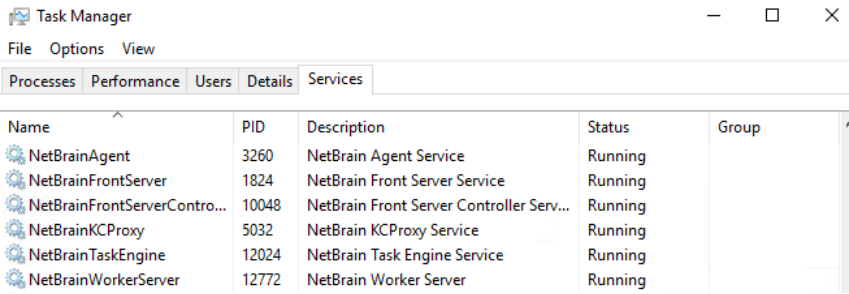 Task Manager
File Options View
Processes Performance Users Details Services
Name PID Description Status Group
NetBrainAgent 3260 NetBrain Agent Service Running
NetBrainFrontServer 1824 NetBrain Front Server Service Running
NetBrainFrontServerContro... 10048 NetBrain Front Server Controller Serv... Running
NetBrainKCProxy 5032 NetBrain KCProxy Service Running
NetBrainTaskEngine 12024 NetBrain Task Engine Service Running
NetBrainWorkerServer 12772 NetBrain Worker Server Running